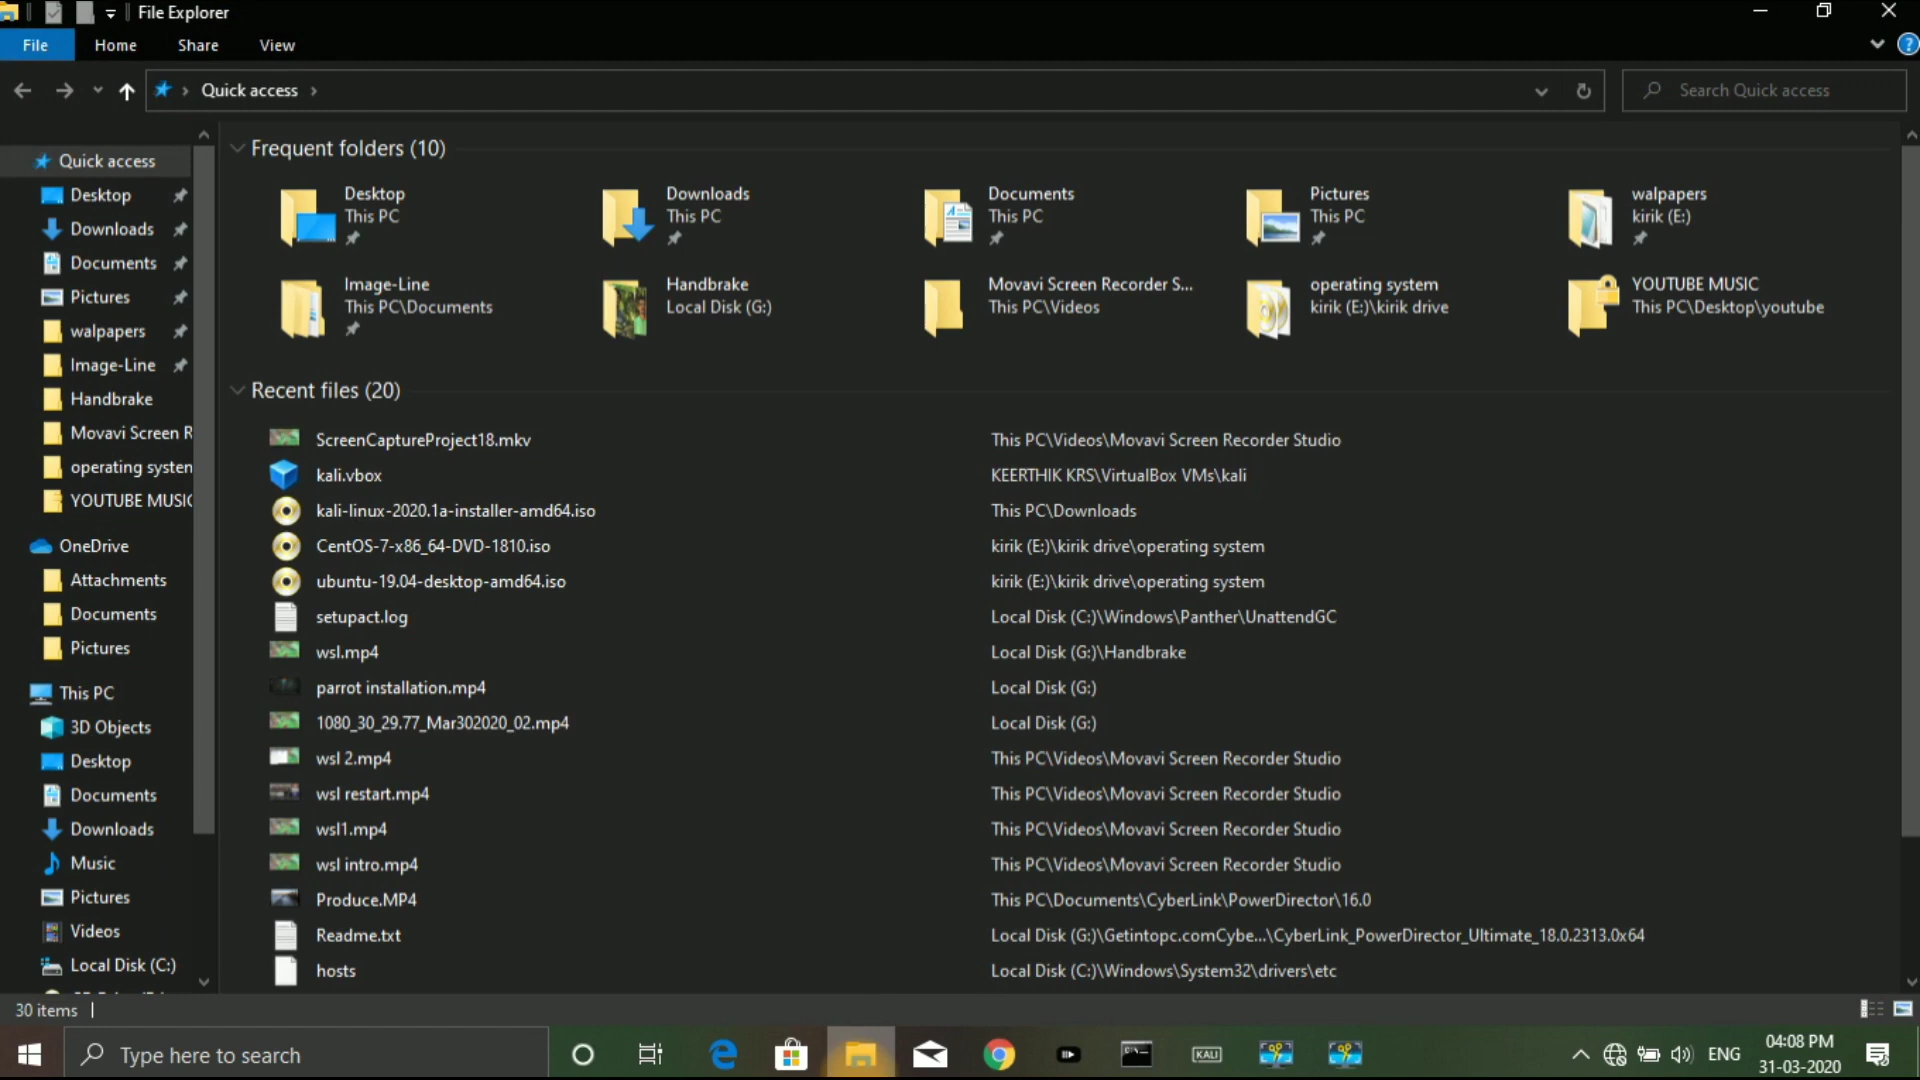 File Explorer
File Home Share View
Quick access
Search Quick access
Quick access
Desktop
Downloads
Documents
Pictures
walpapers
Image-Line
Handbrake
Movavi Screen R
operating systen
YOUTUBE MUSIC
OneDrive
Attachments
Documents
Pictures
This PC
3D Objects
Desktop
Documents
Downloads
Music
Pictures
Videos
Local Disk (C:)
Frequent folders (10)
Desktop
This PC
Downloads
This PC
Documents
This PC
Pictures
This PC
walpapers
kirik (E:)
Image-Line
This PC\Documents
Handbrake
Local Disk (G:)
Movavi Screen Recorder S...
This PC\Videos
operating system
kirik (E:)\kirik drive
YOUTUBE MUSIC
This PC\Desktop\youtube
Recent files (20)
ScreenCaptureProject18.mkv This PC\Videos\Movavi Screen Recorder Studio
kali.vbox KEERTHIK KRS\VirtualBox VMs\kali
kali-linux-2020.1a-installer-amd64.iso This PC\Downloads
CentOS-7-x86_64-DVD-1810.iso kirik (E:)\kirik drive\operating system
ubuntu-19.04-desktop-amd64.iso kirik (E:)\kirik drive\operating system
setupact.log Local Disk (C:)\Windows\Panther\UnattendGC
wsl.mp4 Local Disk (G:)\Handbrake
parrot installation.mp4 Local Disk (G:)
1080_30_29.77_Mar302020_02.mp4 Local Disk (G:)
wsl 2.mp4 This PC\Videos\Movavi Screen Recorder Studio
wsl restart.mp4 This PC\Videos\Movavi Screen Recorder Studio
wsl1.mp4 This PC\Videos\Movavi Screen Recorder Studio
wsl intro.mp4 This PC\Videos\Movavi Screen Recorder Studio
Produce.MP4 This PC\Documents\CyberLink\PowerDirector\16.0
Readme.txt Local Disk (G:)\Getintopc.comCybe...\CyberLink_PowerDirector_Ultimate_18.0.2313.0x64
hosts Local Disk (C:)\Windows\System32\drivers\etc
30 items
Type here to search
KALI
ENG
04:08 PM
31-03-2020